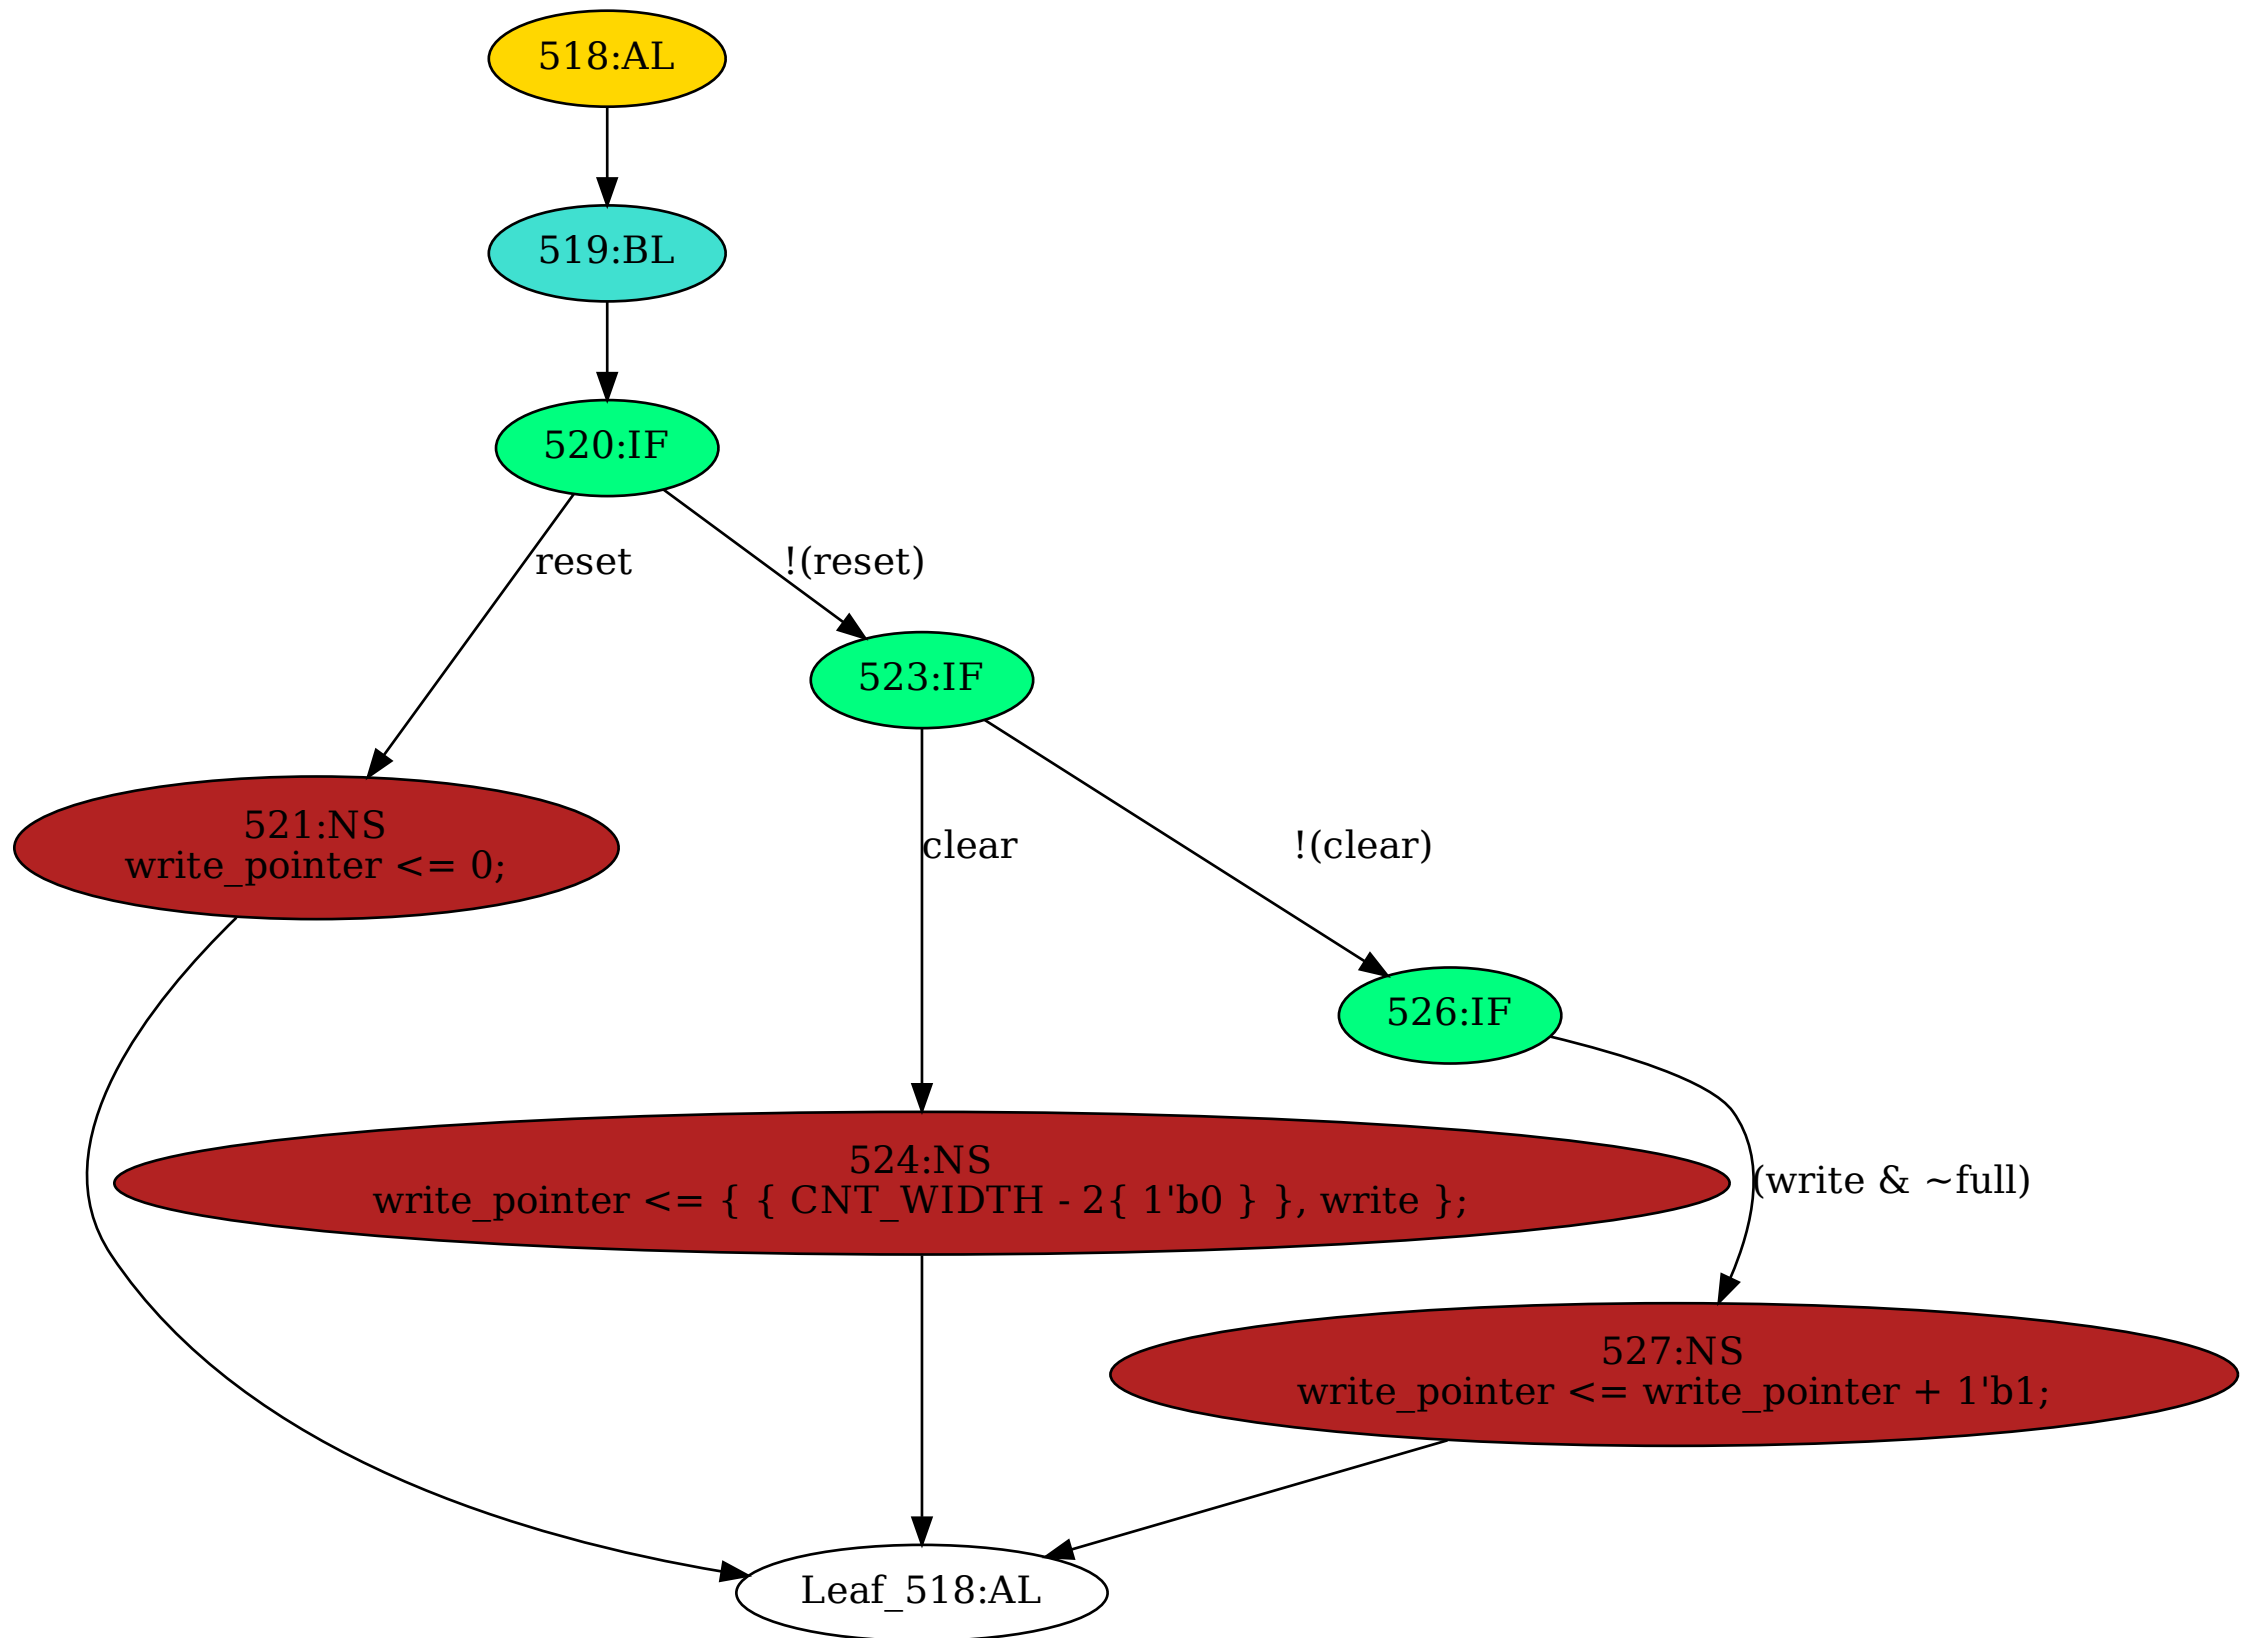 518:AL
519:BL
520:IF
reset
!(reset)
523:IF
521:NS
write_pointer <= 0;
clear
!(clear)
526:IF
524:NS
write_pointer <= { { CNT_WIDTH - 2{ 1'b0 } }, write };
(write & ~full)
527:NS
write_pointer <= write_pointer + 1'b1;
Leaf_518:AL